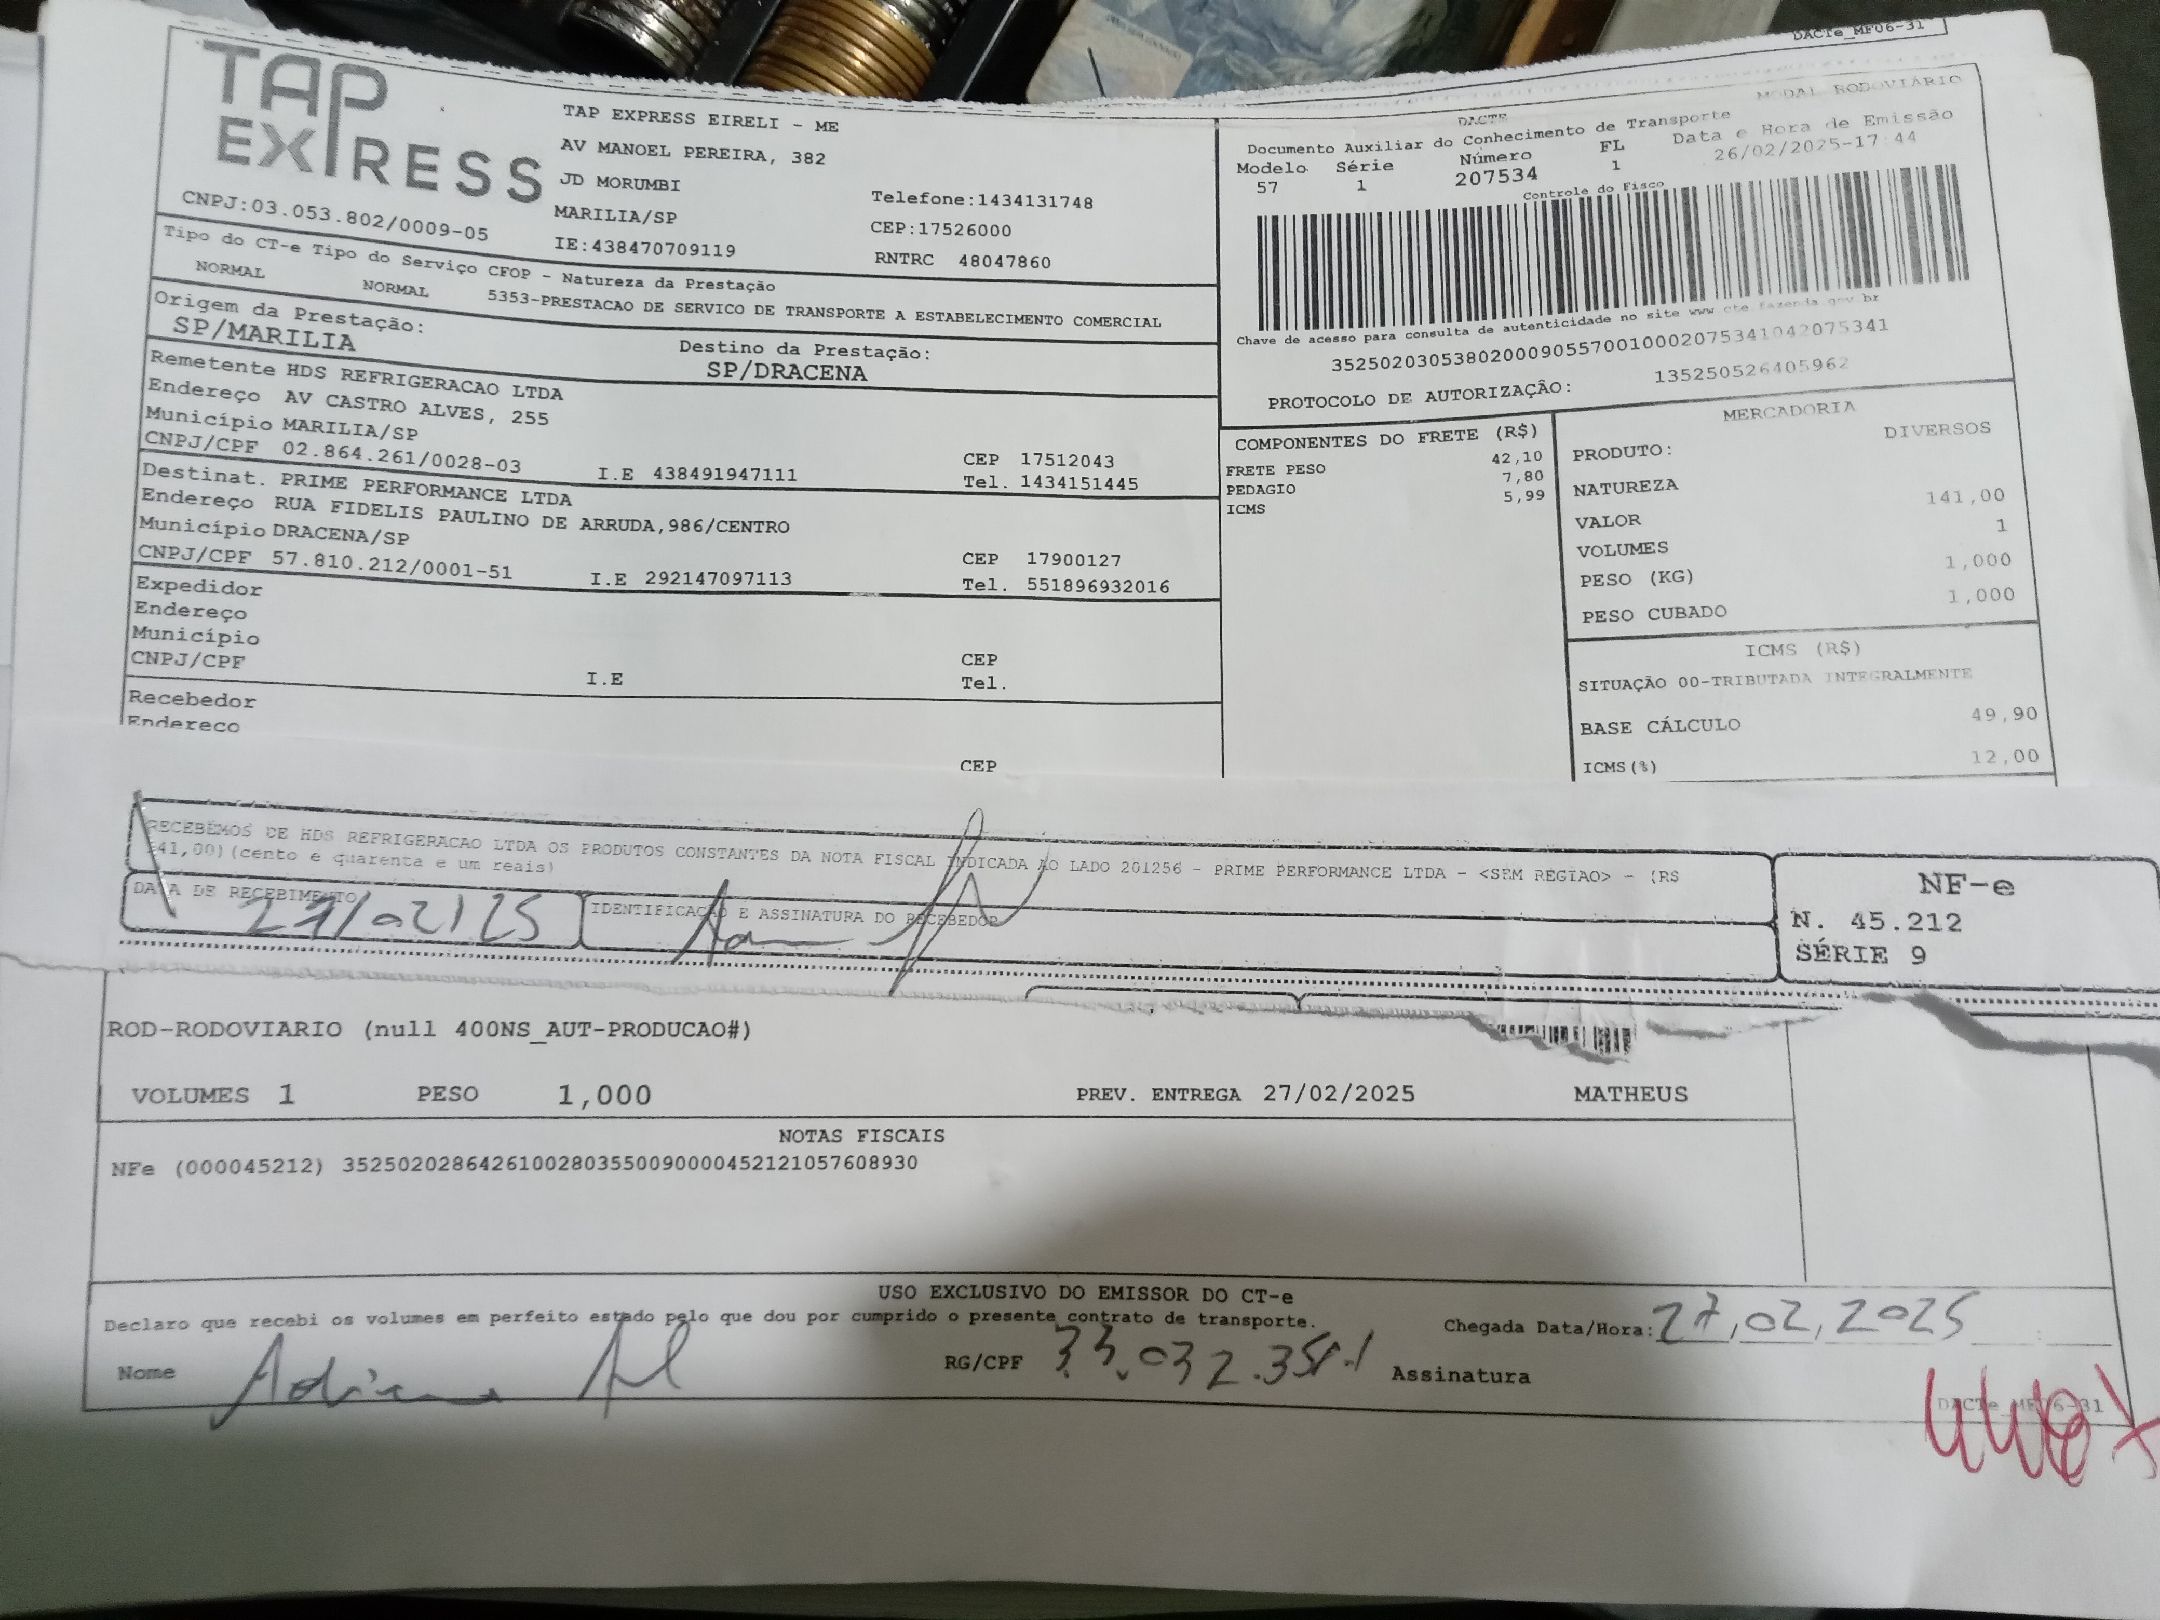 DACTe_MF06-31
TAP
EXPRESS
CNPJ:03.053.802/0009-05
TAP EXPRESS EIRELI - ME
AV MANOEL PEREIRA, 382
JD MORUMBI
MARILIA/SP
IE:438470709119
Telefone:1434131748
CEP:17526000
RNTRC 48047860
Tipo do CT-e Tipo do Serviço CFOP - Natureza da Prestação
NORMAL NORMAL 5353-PRESTACAO DE SERVICO DE TRANSPORTE A ESTABELECIMENTO COMERCIAL
Origem da Prestação:
SP/MARILIA
Destino da Prestação:
SP/DRACENA
Remetente HDS REFRIGERACAO LTDA
Endereço AV CASTRO ALVES, 255
Município MARILIA/SP
CEP 17512043
CNPJ/CPF 02.864.261/0028-03 I.E 438491947111 Tel. 1434151445
Destinat. PRIME PERFORMANCE LTDA
Endereço RUA FIDELIS PAULINO DE ARRUDA,986/CENTRO
Município DRACENA/SP
CEP 17900127
CNPJ/CPF 57.810.212/0001-51 I.E 292147097113 Tel. 551896932016
Expedidor
Endereço
Município
CEP
CNPJ/CPF I.E Tel.
Recebedor
Endereco
CEP
MODAL RODOVIÁRIO
DACTE
Documento Auxiliar do Conhecimento de Transporte
Modelo Série Número FL Data e Hora de Emissão
57 1 207534 1 26/02/2025-17:44
Controle do Fisco
Chave de acesso para consulta de autenticidade no site www cte fazenda gov br
35250203053802000905570010002075341042075341
PROTOCOLO DE AUTORIZAÇÃO: 135250526405962
COMPONENTES DO FRETE (R$)
FRETE PESO 42,10
PEDAGIO 7,80
ICMS 5,99
MERCADORIA
PRODUTO: DIVERSOS
NATUREZA
VALOR 141,00
VOLUMES 1
PESO (KG) 1,000
PESO CUBADO 1,000
ICMS (R$)
SITUAÇÃO 00-TRIBUTADA INTEGRALMENTE
BASE CÁLCULO 49,90
ICMS(%) 12,00
RECEBEMOS DE HDS REFRIGERACAO LTDA OS PRODUTOS CONSTANTES DA NOTA FISCAL INDICADA AO LADO 201256 - PRIME PERFORMANCE LTDA - <SEM REGIAO> - (R$
141,00)(cento e quarenta e um reais)
DATA DE RECEBIMENTO
27/02/25
IDENTIFICAÇÃO E ASSINATURA DO RECEBEDOR
NF-e
N. 45.212
SÉRIE 9
ROD-RODOVIARIO (null 400NS_AUT-PRODUCAO#)
VOLUMES 1 PESO 1,000 PREV. ENTREGA 27/02/2025 MATHEUS
NOTAS FISCAIS
NFe (000045212) 35250202864261002803550090000452121057608930
USO EXCLUSIVO DO EMISSOR DO CT-e
Declaro que recebi os volumes em perfeito estado pelo que dou por cumprido o presente contrato de transporte.
Chegada Data/Hora: 27,02,2025
Nome RG/CPF Assinatura
DACTe_MF06-31